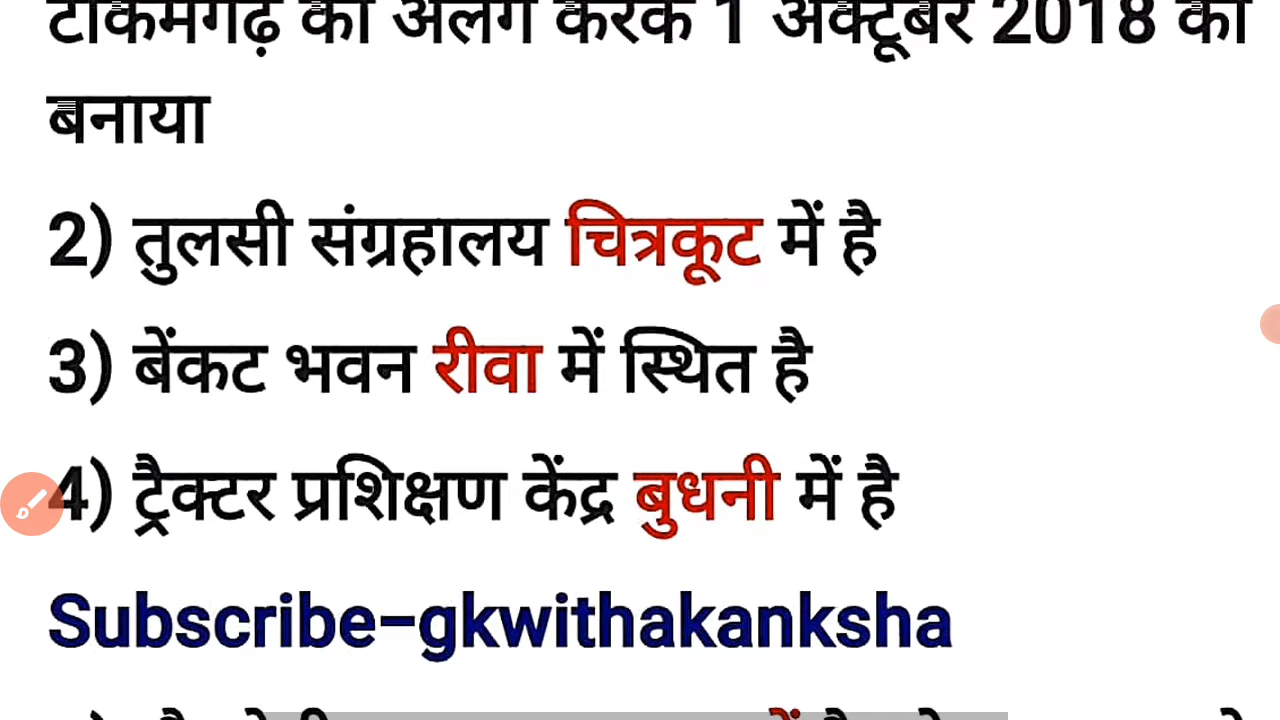 टीकमगढ़ को अलग करके 1 अक्टूबर 2018 को
बनाया
2) तुलसी संग्रहालय चित्रकूट में है
3) बेंकट भवन रीवा में स्थित है
4) ट्रैक्टर प्रशिक्षण केंद्र बुधनी में है
Subscribe–gkwithakanksha